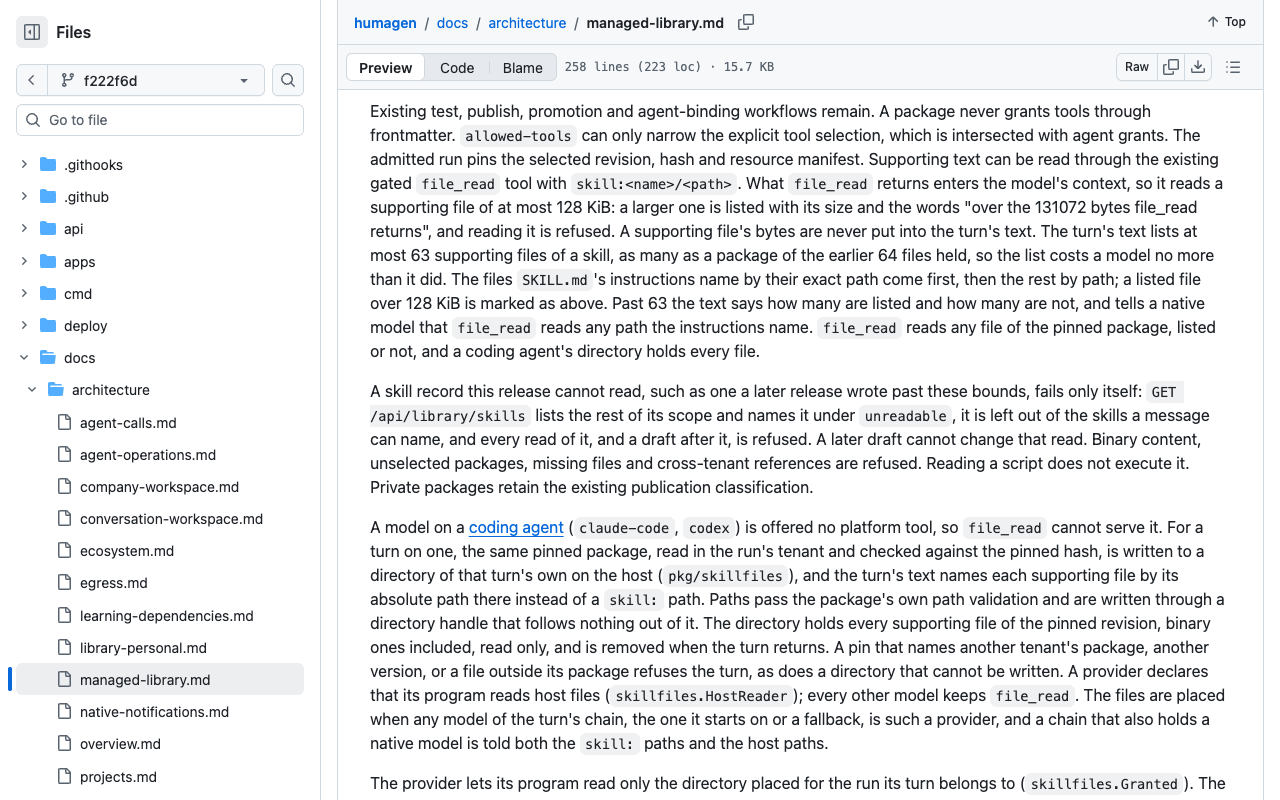 Files
f222f6d
Go to file
.githooks
.github
api
apps
cmd
deploy
docs
architecture
agent-calls.md
agent-operations.md
company-workspace.md
conversation-workspace.md
ecosystem.md
egress.md
learning-dependencies.md
library-personal.md
managed-library.md
native-notifications.md
overview.md
projects.md
humagen / docs / architecture / managed-library.md
Top
Preview Code Blame 258 lines (223 loc) · 15.7 KB Raw
Existing test, publish, promotion and agent-binding workflows remain. A package never grants tools through
frontmatter. allowed-tools can only narrow the explicit tool selection, which is intersected with agent grants. The
admitted run pins the selected revision, hash and resource manifest. Supporting text can be read through the existing
gated file_read tool with skill:<name>/<path>. What file_read returns enters the model's context, so it reads a
supporting file of at most 128 KiB: a larger one is listed with its size and the words "over the 131072 bytes file_read
returns", and reading it is refused. A supporting file's bytes are never put into the turn's text. The turn's text lists at
most 63 supporting files of a skill, as many as a package of the earlier 64 files held, so the list costs a model no more
than it did. The files SKILL.md's instructions name by their exact path come first, then the rest by path; a listed file
over 128 KiB is marked as above. Past 63 the text says how many are listed and how many are not, and tells a native
model that file_read reads any path the instructions name. file_read reads any file of the pinned package, listed
or not, and a coding agent's directory holds every file.
A skill record this release cannot read, such as one a later release wrote past these bounds, fails only itself: GET
/api/library/skills lists the rest of its scope and names it under unreadable, it is left out of the skills a message
can name, and every read of it, and a draft after it, is refused. A later draft cannot change that read. Binary content,
unselected packages, missing files and cross-tenant references are refused. Reading a script does not execute it.
Private packages retain the existing publication classification.
A model on a coding agent (claude-code, codex) is offered no platform tool, so file_read cannot serve it. For a
turn on one, the same pinned package, read in the run's tenant and checked against the pinned hash, is written to a
directory of that turn's own on the host (pkg/skillfiles), and the turn's text names each supporting file by its
absolute path there instead of a skill: path. Paths pass the package's own path validation and are written through a
directory handle that follows nothing out of it. The directory holds every supporting file of the pinned revision, binary
ones included, read only, and is removed when the turn returns. A pin that names another tenant's package, another
version, or a file outside its package refuses the turn, as does a directory that cannot be written. A provider declares
that its program reads host files (skillfiles.HostReader); every other model keeps file_read. The files are placed
when any model of the turn's chain, the one it starts on or a fallback, is such a provider, and a chain that also holds a
native model is told both the skill: paths and the host paths.
The provider lets its program read only the directory placed for the run its turn belongs to (skillfiles.Granted). The